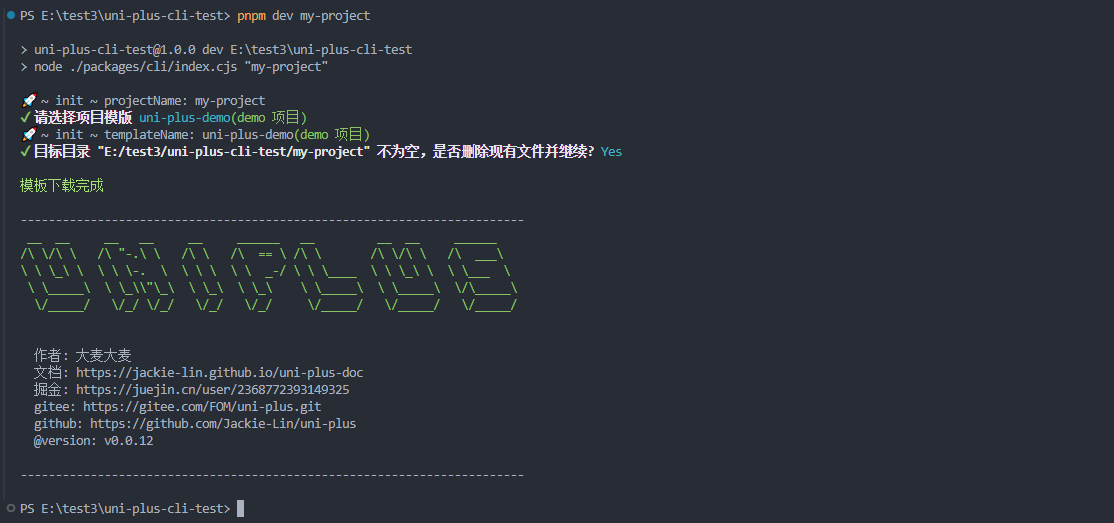 PS E:\test3\uni-plus-cli-test> pnpm dev my-project
> uni-plus-cli-test@1.0.0 dev E:\test3\uni-plus-cli-test
> node ./packages/cli/index.cjs "my-project"
🚀 ~ init ~ projectName: my-project
✔ 请选择项目模版 uni-plus-demo(demo 项目)
🚀 ~ init ~ templateName: uni-plus-demo(demo 项目)
✔ 目标目录 "E:/test3/uni-plus-cli-test/my-project" 不为空，是否删除现有文件并继续? Yes
模板下载完成
------------------------------------------------------------------------
UNIPLUS
作者: 大麦大麦
文档: https://jackie-lin.github.io/uni-plus-doc
掘金: https://juejin.cn/user/2368772393149325
gitee: https://gitee.com/FOM/uni-plus.git
github: https://github.com/Jackie-Lin/uni-plus
@version: v0.0.12
------------------------------------------------------------------------
PS E:\test3\uni-plus-cli-test>